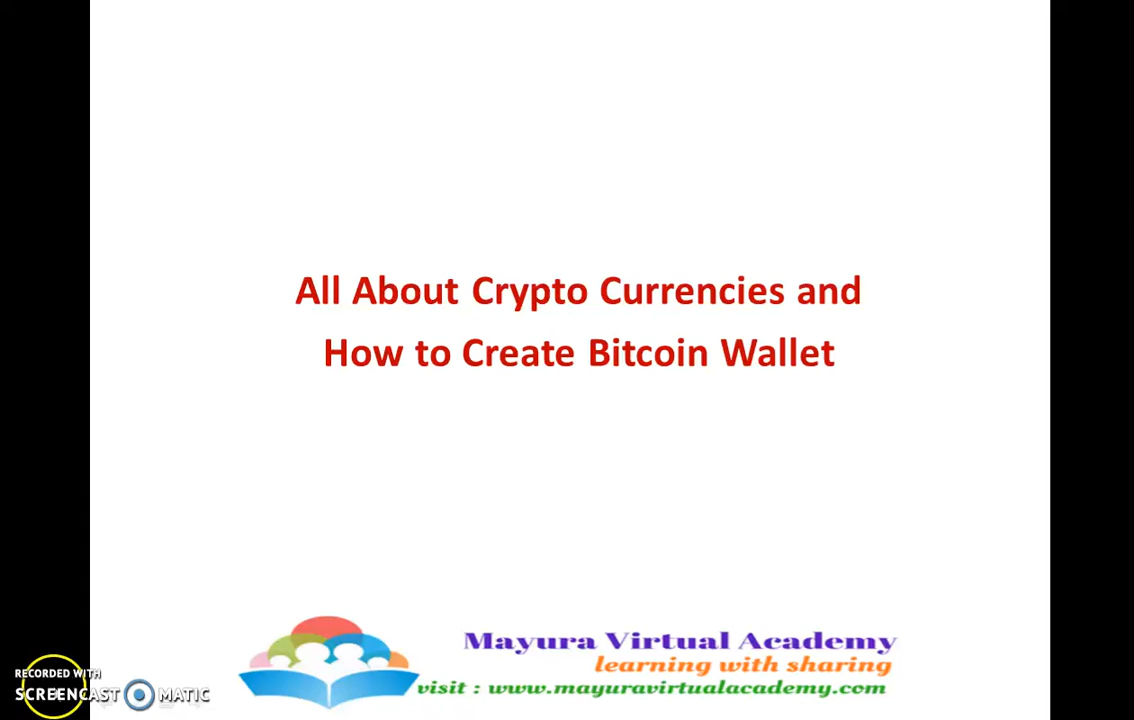 All About Crypto Currencies and
How to Create Bitcoin Wallet
Mayura Virtual Academy
learning with sharing
visit : www.mayuravirtualacademy.com
RECORDED WITH
SCREENCAST MATIC